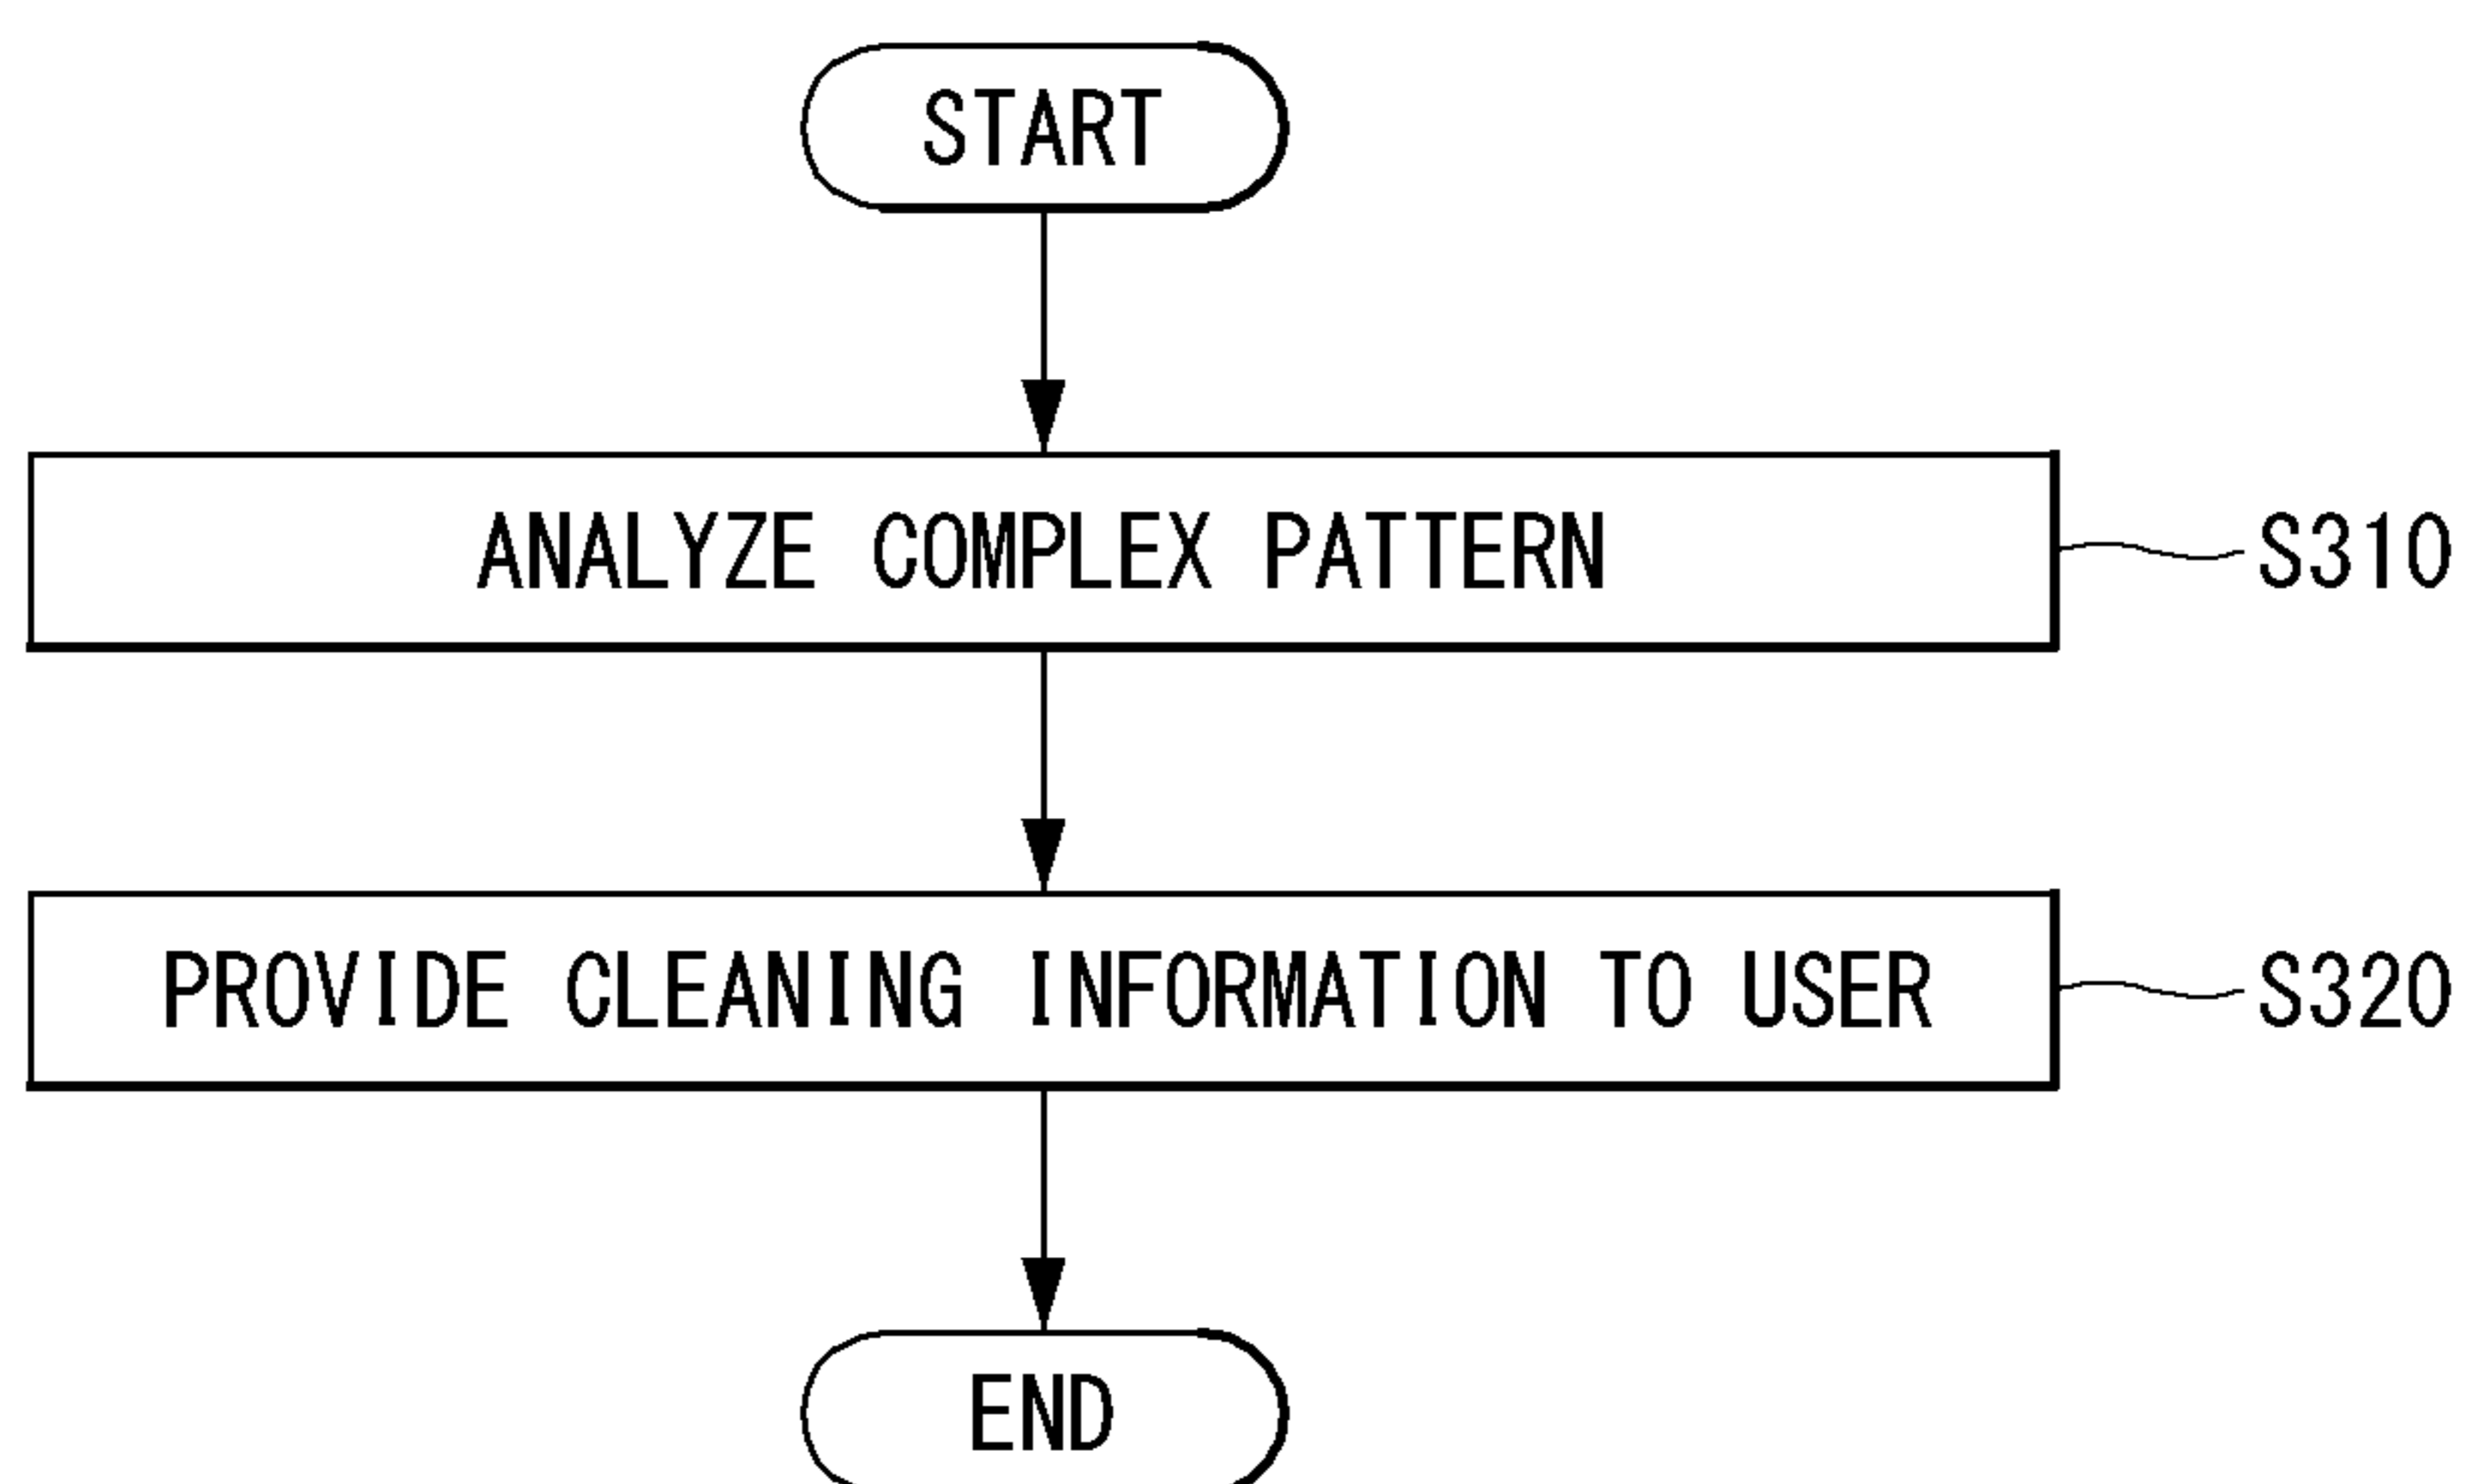 START
ANALYZE COMPLEX PATTERN
S310
PROVIDE CLEANING INFORMATION TO USER
S320
END